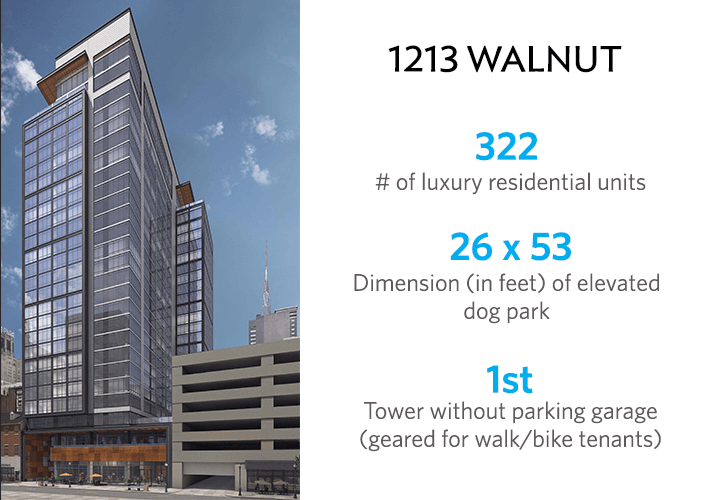 1213 WALNUT
322
# of luxury residential units
26 x 53
Dimension (in feet) of elevated
dog park
1st
Tower without parking garage
(geared for walk/bike tenants)